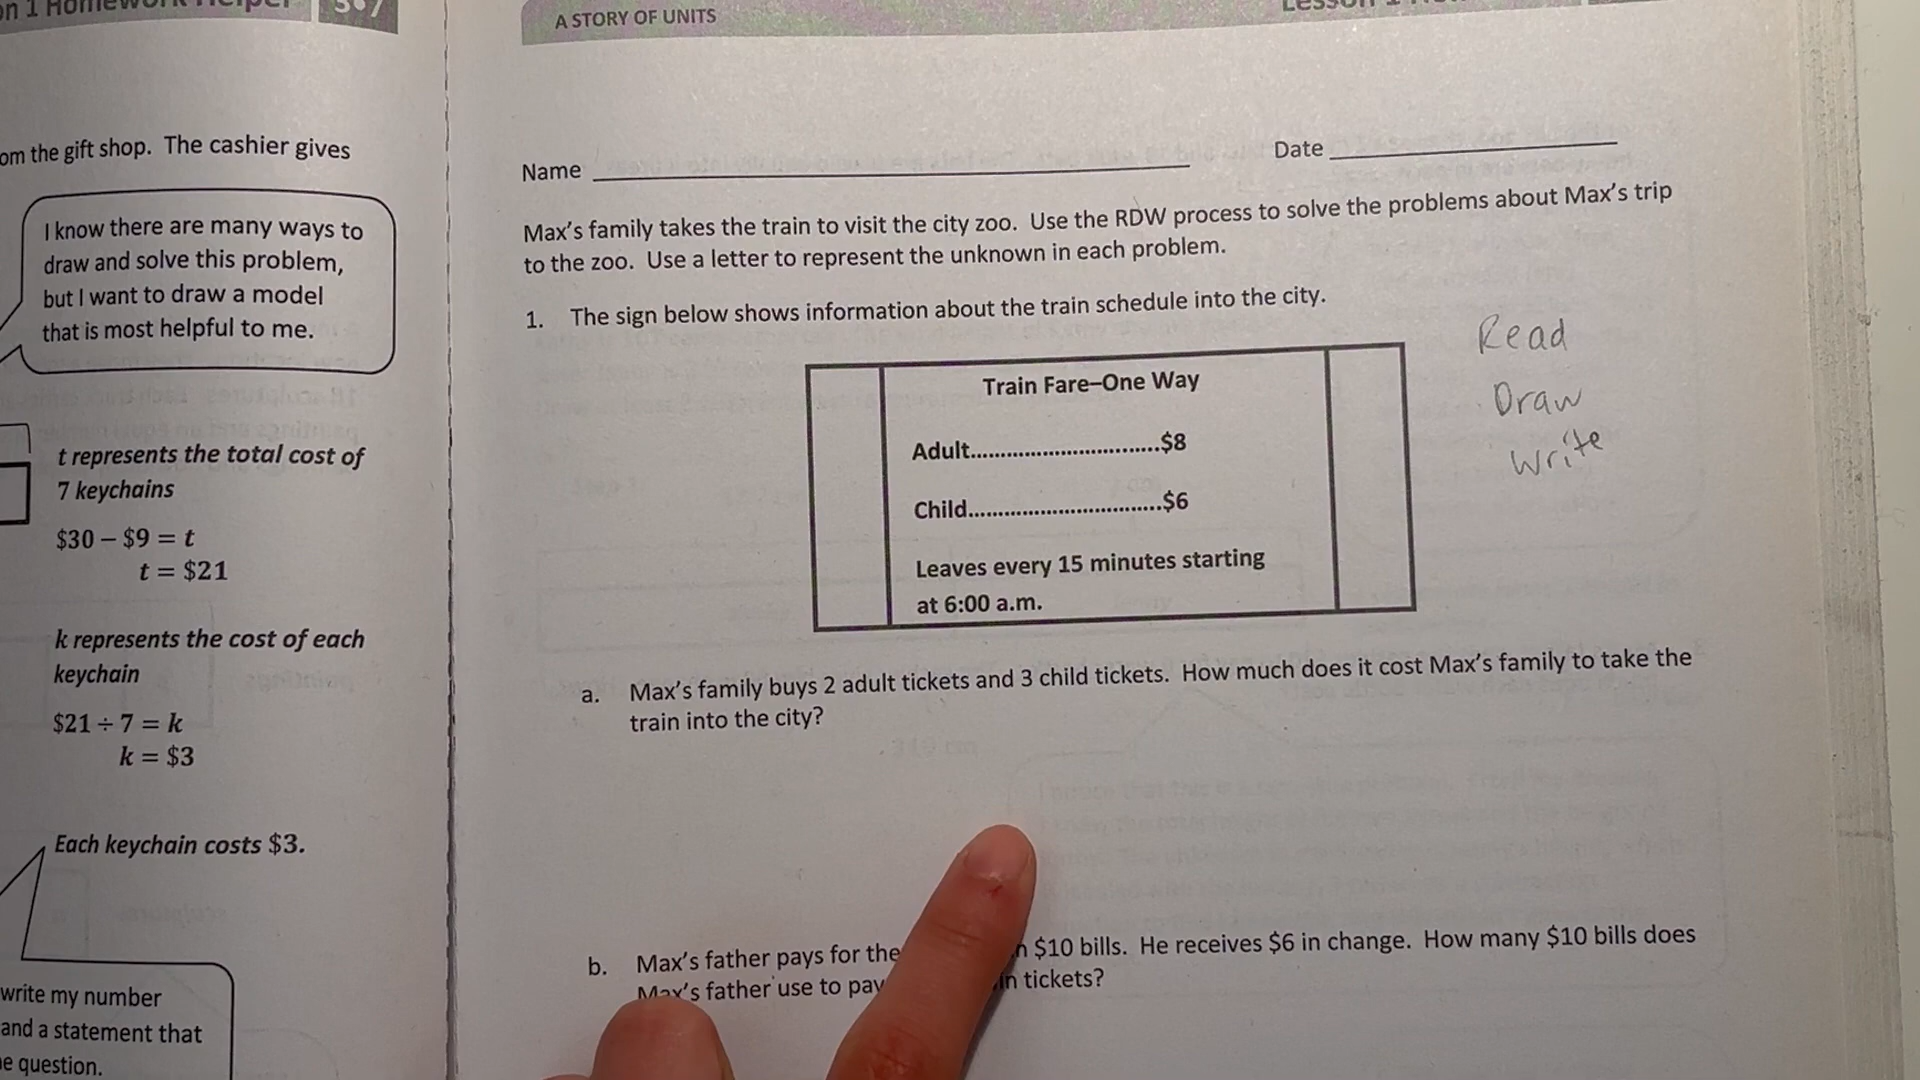 A STORY OF UNITS
om the gift shop. The cashier gives
I know there are many ways to
draw and solve this problem,
but I want to draw a model
that is most helpful to me.
t represents the total cost of
7 keychains
$30 – $9 = t
t = $21
k represents the cost of each
keychain
$21 ÷ 7 = k
k = $3
Each keychain costs $3.
write my number
and a statement that
question.
Name
Date
Max's family takes the train to visit the city zoo. Use the RDW process to solve the problems about Max's trip
to the zoo. Use a letter to represent the unknown in each problem.
1. The sign below shows information about the train schedule into the city.
Train Fare–One Way
Adult...............................$8
Child................................$6
Leaves every 15 minutes starting
at 6:00 a.m.
Read
Draw
Write
a. Max's family buys 2 adult tickets and 3 child tickets. How much does it cost Max's family to take the
train into the city?
b. Max's father pays for the $10 bills. He receives $6 in change. How many $10 bills does
Max's father use to pay tickets?